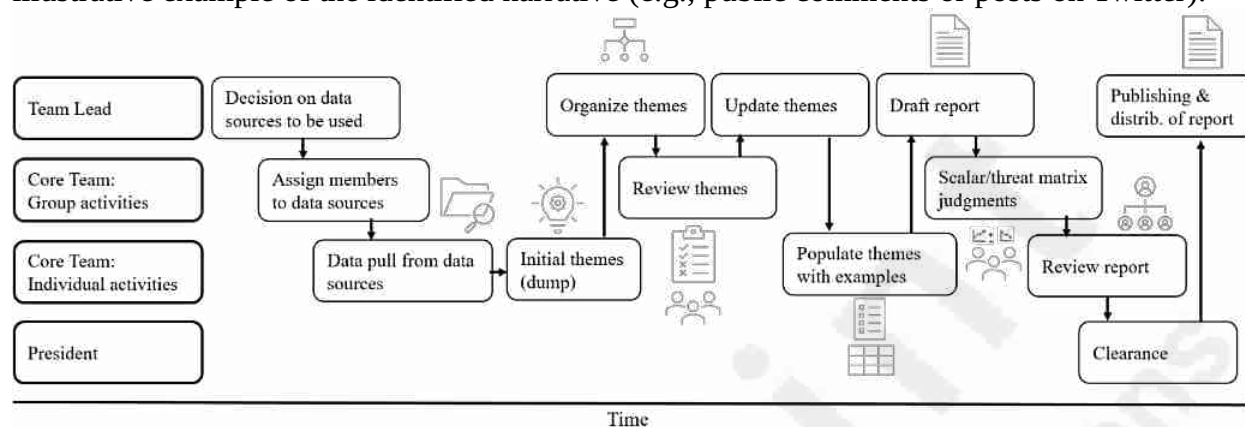 illustrative example of the identified narrative (e.g., public comments or posts on Twitter).
Team Lead
Decision on data
sources to be used
Organize themes
Update themes
Draft report
Publishing &
distrib. of report
Core Team:
Group activities
Assign members
to data sources
Review themes
Scalar/threat matrix
judgments
Core Team:
Individual activities
Data pull from data
sources
Initial themes
(dump)
Populate themes
with examples
Review report
President
Clearance
Time